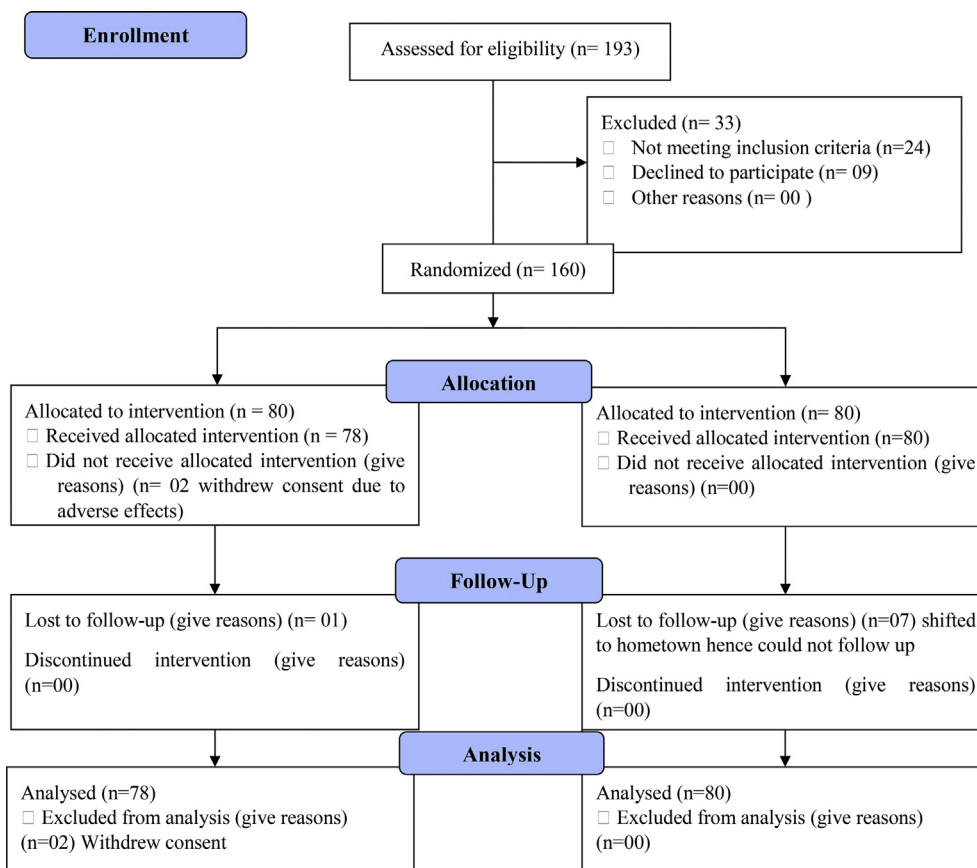 Enrollment
Assessed for eligibility (n= 193)
Excluded (n= 33)
□ Not meeting inclusion criteria (n=24)
□ Declined to participate (n= 09)
□ Other reasons (n= 00 )
Randomized (n= 160)
Allocation
Allocated to intervention (n = 80)
□ Received allocated intervention (n = 78)
□ Did not receive allocated intervention (give
reasons) (n= 02 withdrew consent due to
adverse effects)
Allocated to intervention (n= 80)
□ Received allocated intervention (n=80)
□ Did not receive allocated intervention (give
reasons) (n=00)
Follow-Up
Lost to follow-up (give reasons) (n= 01)
Discontinued intervention (give reasons)
(n=00)
Lost to follow-up (give reasons) (n=07) shifted
to hometown hence could not follow up
Discontinued intervention (give reasons)
(n=00)
Analysis
Analysed (n=78)
□ Excluded from analysis (give reasons)
(n=02) Withdrew consent
Analysed (n=80)
□ Excluded from analysis (give reasons)
(n=00)